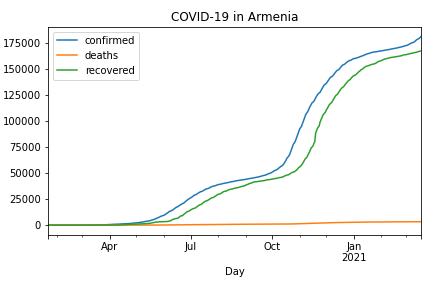 COVID-19 in Armenia
confirmed
deaths
recovered
175000
150000
125000
100000
75000
50000
25000
0
Apr
Jul
Oct
Jan
2021
Day